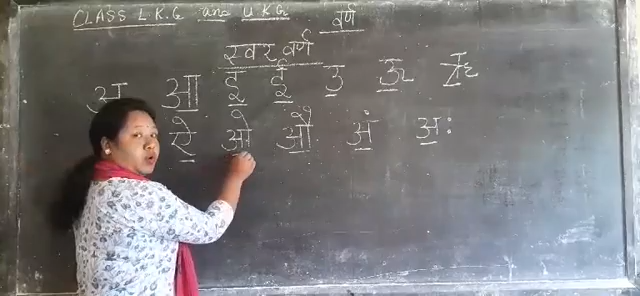 CLASS L.K.G and U.K.G
वर्ण
स्वर वर्ण
अ आ इ ई उ ऊ ऋ
ऐ ओ औ अं अः